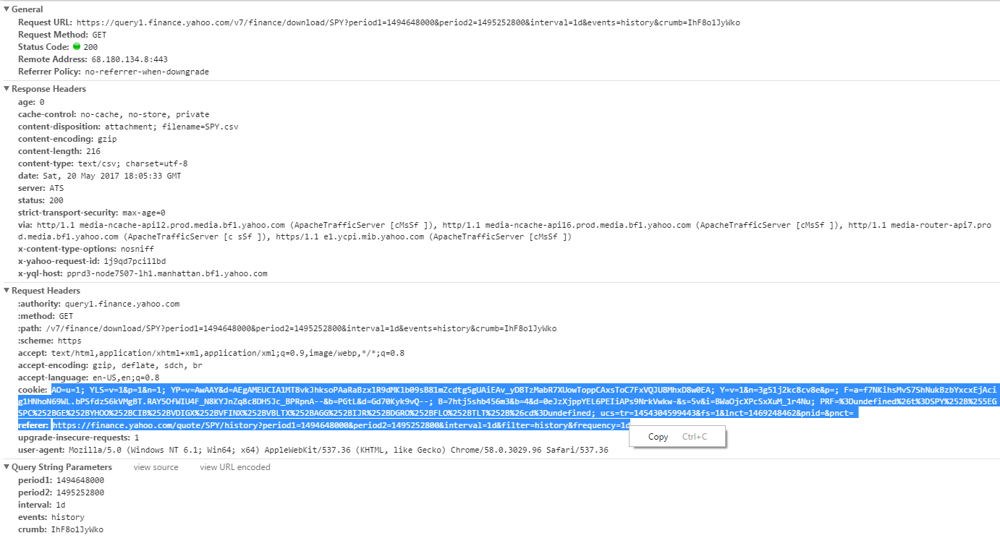 General
Request URL: https://query1.finance.yahoo.com/v7/finance/download/SPY?period1=1494648000&period2=1495252800&interval=1d&events=history&crumb=IhF8o1JyWko
Request Method: GET
Status Code: 200
Remote Address: 68.180.134.8:443
Referrer Policy: no-referrer-when-downgrade
Response Headers
age: 0
cache-control: no-cache, no-store, private
content-disposition: attachment; filename=SPY.csv
content-encoding: gzip
content-length: 216
content-type: text/csv; charset=utf-8
date: Sat, 20 May 2017 18:05:33 GMT
server: ATS
status: 200
strict-transport-security: max-age=0
via: http/1.1 media-ncache-api12.prod.media.bf1.yahoo.com (ApacheTrafficServer [cMsSf ]), http/1.1 media-ncache-api16.prod.media.bf1.yahoo.com (ApacheTrafficServer [cMsSf ]), http/1.1 media-router-api7.pro
d.media.bf1.yahoo.com (ApacheTrafficServer [c sSf ]), https/1.1 e1.ycpi.mib.yahoo.com (ApacheTrafficServer [cMsSf ])
x-content-type-options: nosniff
x-yahoo-request-id: 1j9qd7pci11bd
x-yql-host: pprd3-node7507-lh1.manhattan.bf1.yahoo.com
Request Headers
:authority: query1.finance.yahoo.com
:method: GET
:path: /v7/finance/download/SPY?period1=1494648000&period2=1495252800&interval=1d&events=history&crumb=IhF8o1JyWko
:scheme: https
accept: text/html,application/xhtml+xml,application/xml;q=0.9,image/webp,*/*;q=0.8
accept-encoding: gzip, deflate, sdch, br
accept-language: en-US,en;q=0.8
cookie: AO=u=1; YLS=v=1&p=1&n=1; YP=v=AwAAY&d=AEgAMEUCIA1MT8vkJhksoPAaRaBzx1R9dMKlb09sB81mZcdtg5gUAiEAv_yDBTzMabR7XUowToppCAxsToC7FxVQJU8MhxD8w0EA; Y=v=1&n=3g51j2kc8cv8e&p=; F=a=f7NKihsMvS7ShNukBzbYxcxEjAci
g1HNhoN69WL.bPSfdzS6kVMgBT.RAY5OfWIU4F_N8KYJnZq8c8DH5Jc_BPRpnA--&b=PGtL&d=Gd70Kyk9vQ--; B=7htj5shb456m3&b=4&d=0eJzXjppYEL6PEIiAPs9NrkVwkw-&s=5v&i=BWaOjcXPcSxXuM_1r4Nu; PRF=%3Dundefined%26t%3DSPY%252B%255EG
SPC%252BGE%252BYHOO%252BCIB%252BVDIGX%252BVFINX%252BVBLTX%252BAGG%252BIJR%252BDGRO%252BFLO%252BTLT%252B%26cd%3Dundefined; ucs=tr=1454304599443&fs=1&lnct=1469248462&pnid=&pnct=
referer: https://finance.yahoo.com/quote/SPY/history?period1=1494648000&period2=1495252800&interval=1d&filter=history&frequency=1d
Copy Ctrl+C
upgrade-insecure-requests: 1
user-agent: Mozilla/5.0 (Windows NT 6.1; Win64; x64) AppleWebKit/537.36 (KHTML, like Gecko) Chrome/58.0.3029.96 Safari/537.36
Query String Parameters view source view URL encoded
period1: 1494648000
period2: 1495252800
interval: 1d
events: history
crumb: IhF8o1JyWko